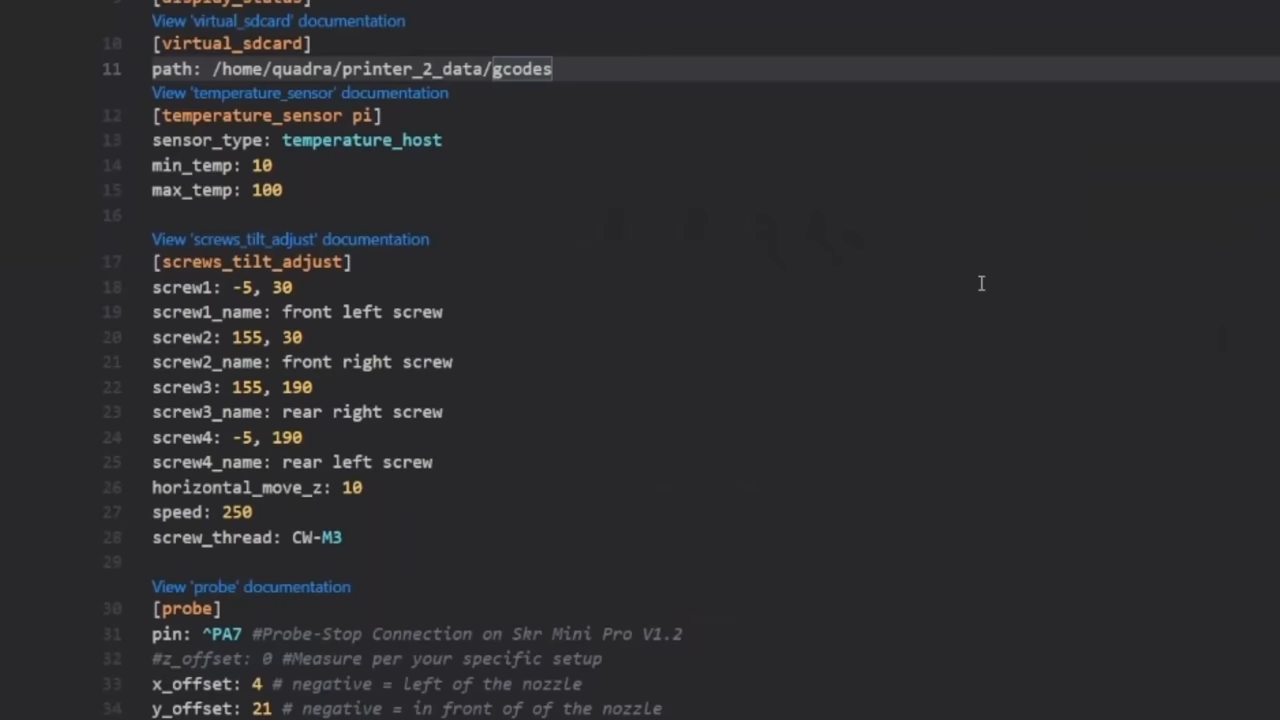 9 [display_status]
View 'virtual_sdcard' documentation
10 [virtual_sdcard]
11 path: /home/quadra/printer_2_data/gcodes
View 'temperature_sensor' documentation
12 [temperature_sensor pi]
13 sensor_type: temperature_host
14 min_temp: 10
15 max_temp: 100
16
View 'screws_tilt_adjust' documentation
17 [screws_tilt_adjust]
18 screw1: -5, 30
19 screw1_name: front left screw
20 screw2: 155, 30
21 screw2_name: front right screw
22 screw3: 155, 190
23 screw3_name: rear right screw
24 screw4: -5, 190
25 screw4_name: rear left screw
26 horizontal_move_z: 10
27 speed: 250
28 screw_thread: CW-M3
29
View 'probe' documentation
30 [probe]
31 pin: ^PA7 #Probe-Stop Connection on Skr Mini Pro V1.2
32 #z_offset: 0 #Measure per your specific setup
33 x_offset: 4 # negative = left of the nozzle
34 y_offset: 21 # negative = in front of of the nozzle